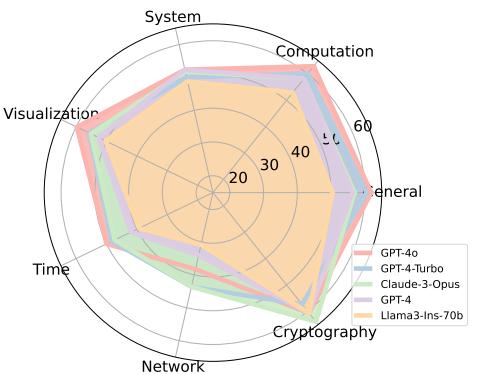 System
Computation
Visualization
60
50
40
30
20
General
GPT-4o
GPT-4-Turbo
Claude-3-Opus
GPT-4
Llama3-Ins-70b
Time
Cryptography
Network